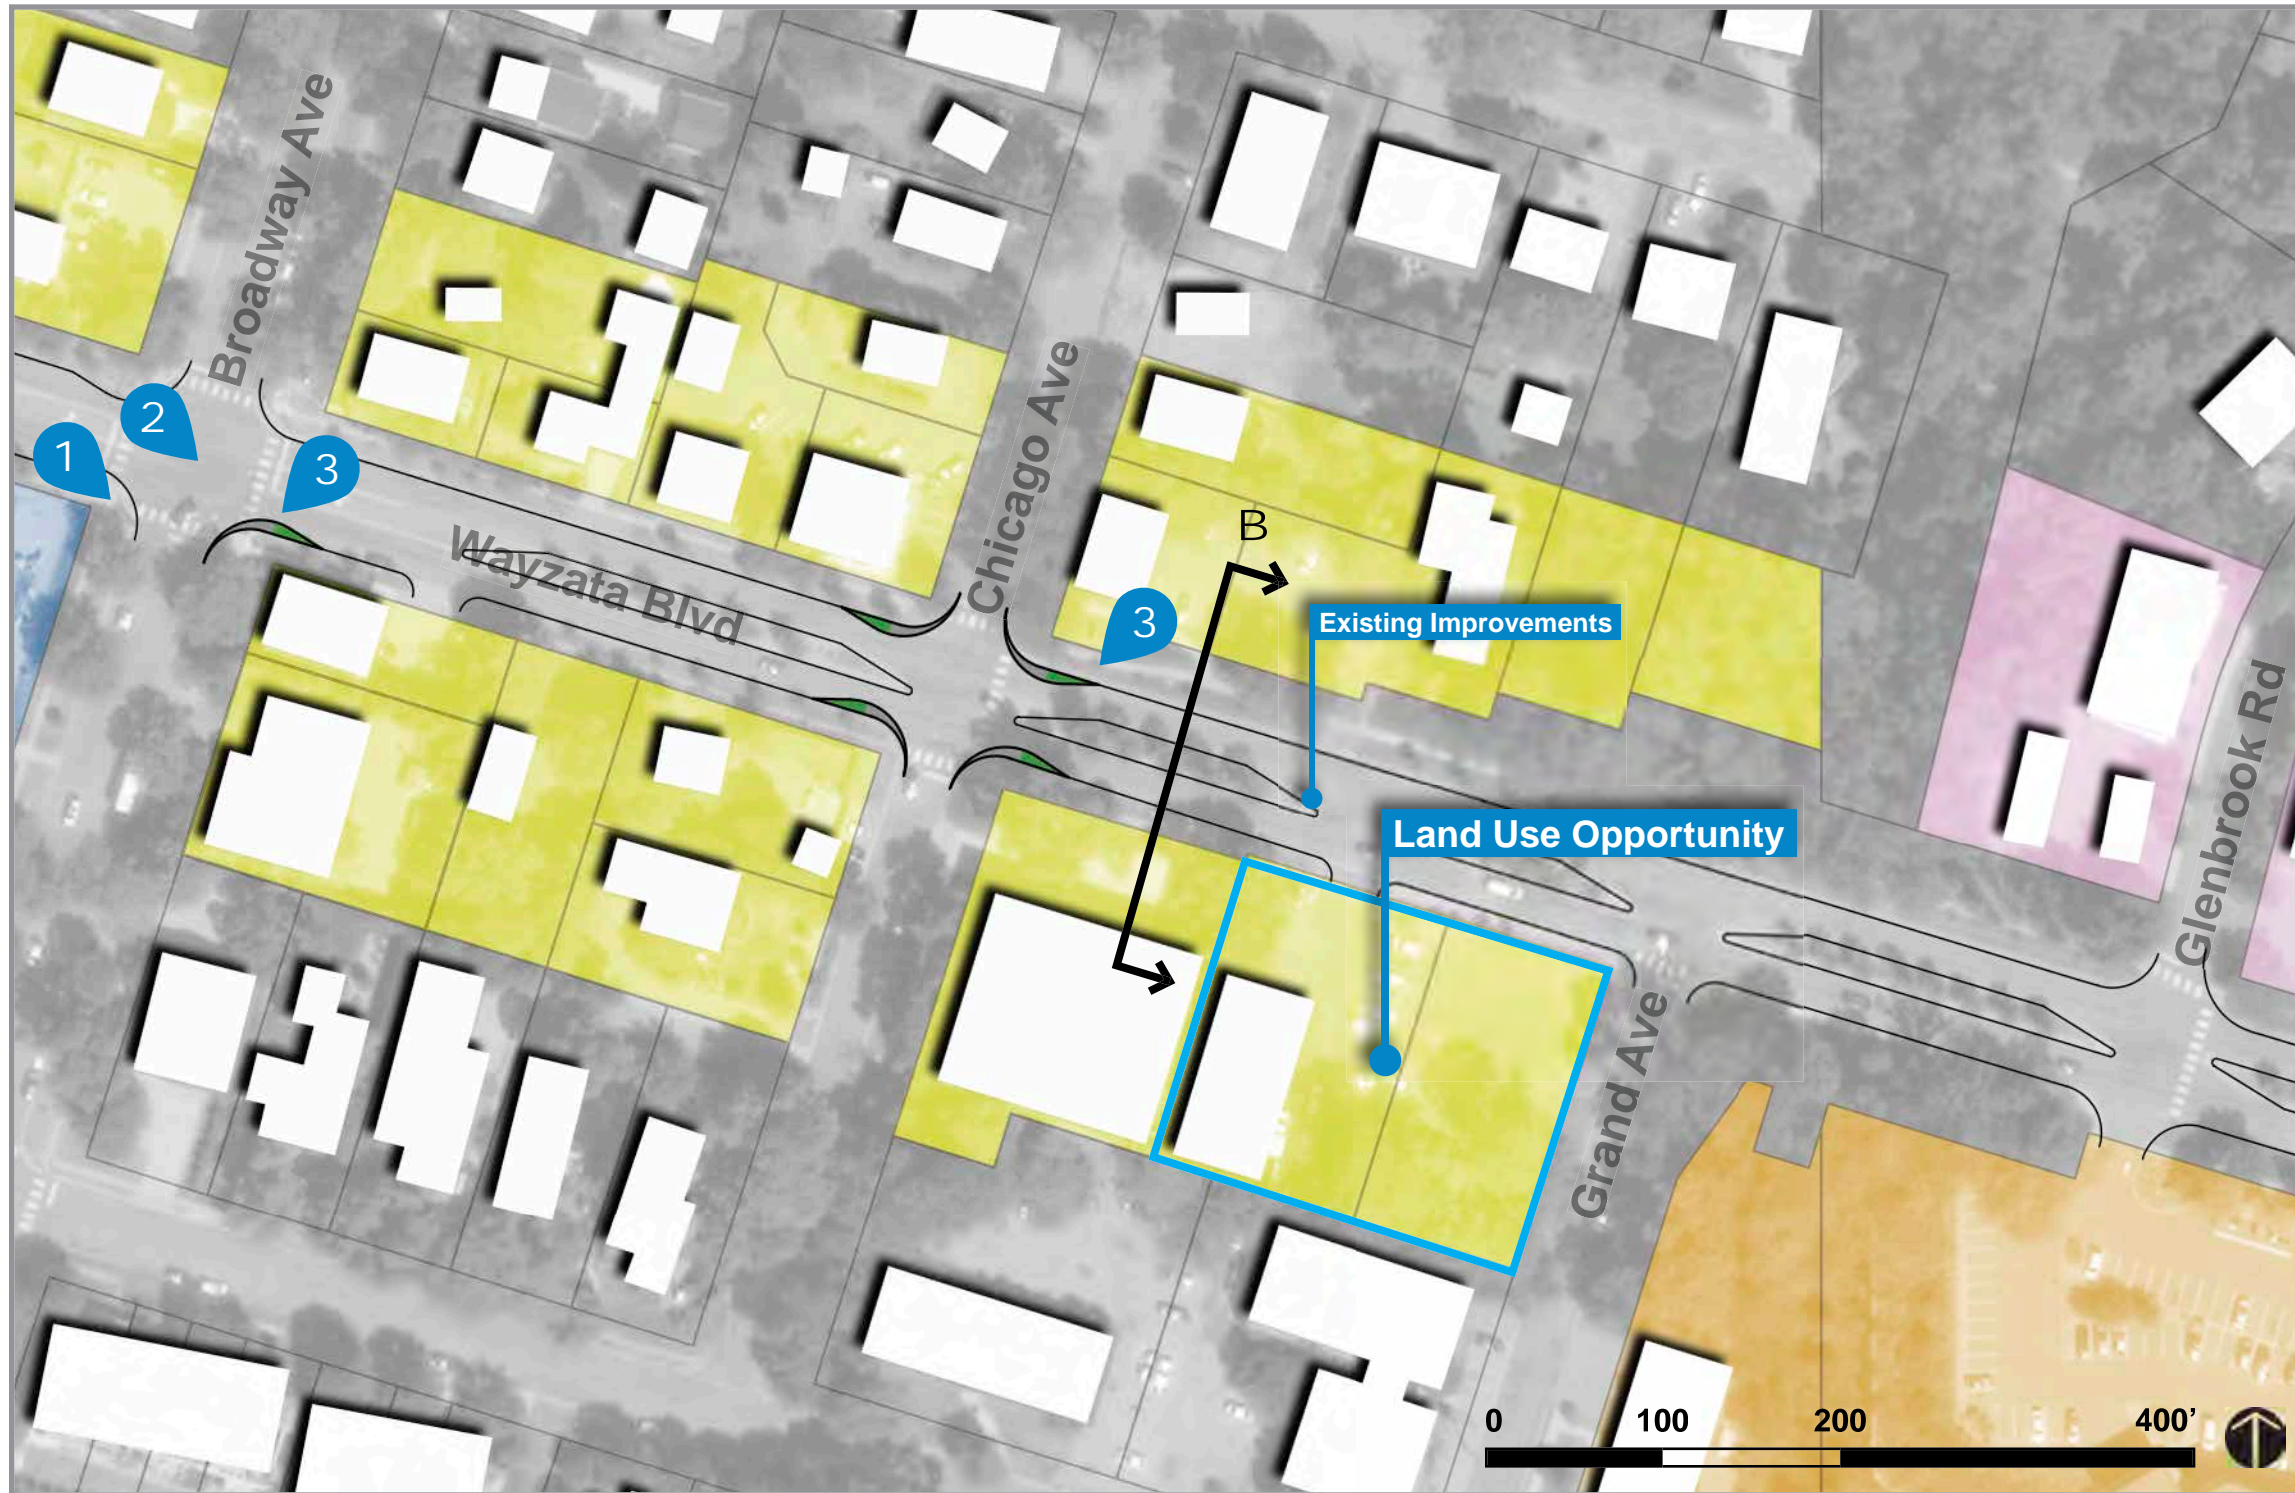 Broadway Ave
2
1
3
Wayzata Blvd
Chicago Ave
B
3
Existing Improvements
Land Use Opportunity
Glenbrook Rd
Grand Ave
0 100 200 400’